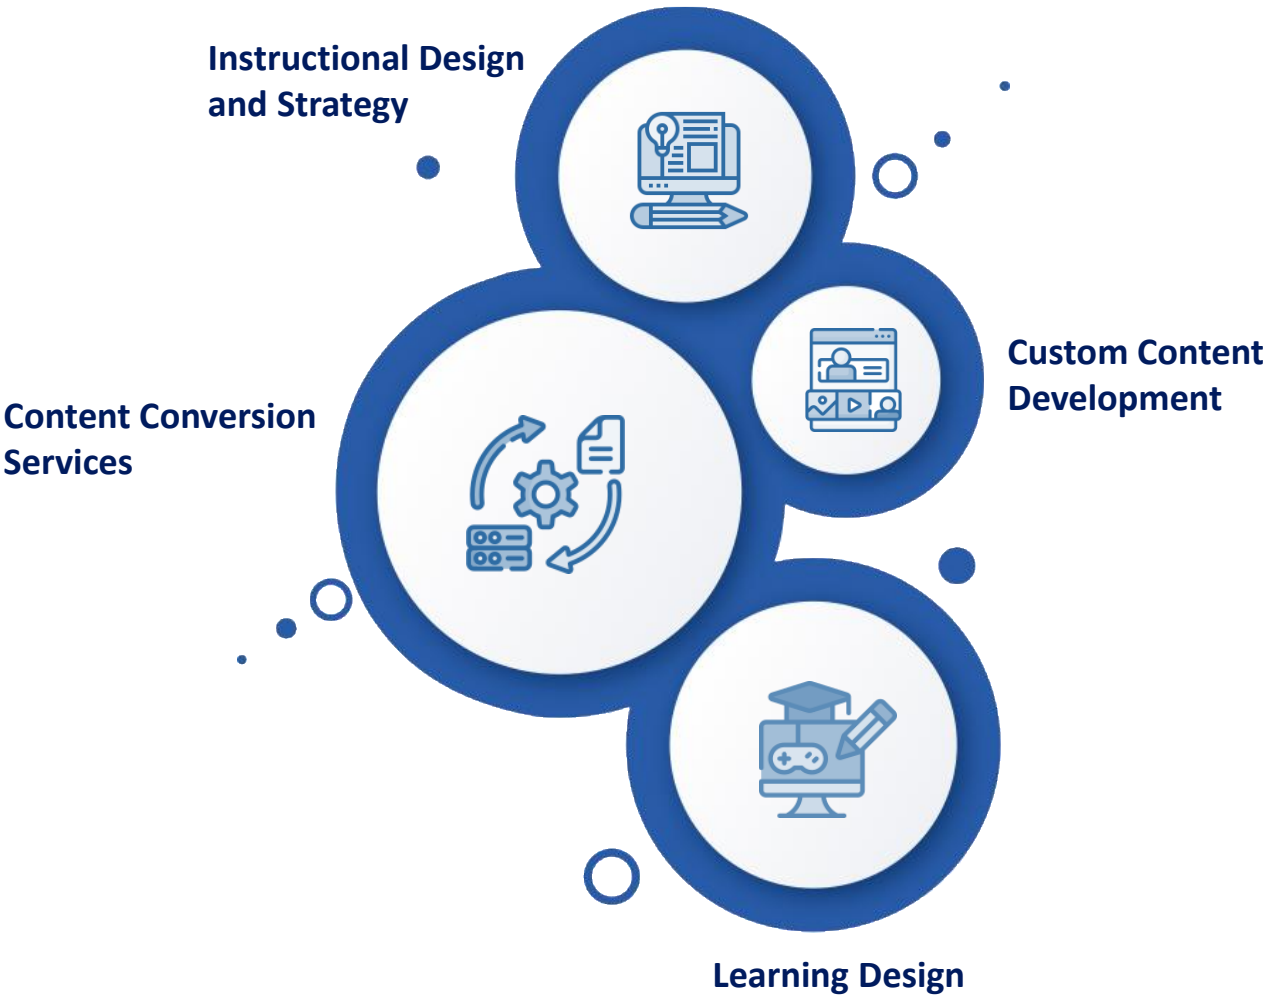 Instructional Design
and Strategy
Custom Content
Development
Content Conversion
Services
Learning Design